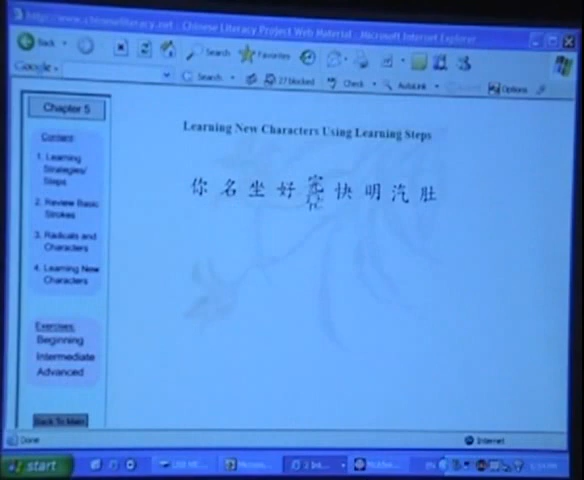 http://www.chineseliteracy.net - Chinese Literacy Project Web Material - Microsoft Internet Explorer
Back
Search
Favorites
Google
Search
27 blocked
Check
AutoLink
Options
Chapter 5
Content:
1. Learning
Strategies/
Steps
2. Review Basic
Strokes
3. Radicals and
Characters
4. Learning New
Characters
Exercises:
Beginning
Intermediate
Advanced
Back To Main
Learning New Characters Using Learning Steps
你 名 坐 好 快 明 汽 肚
Done
Internet
start